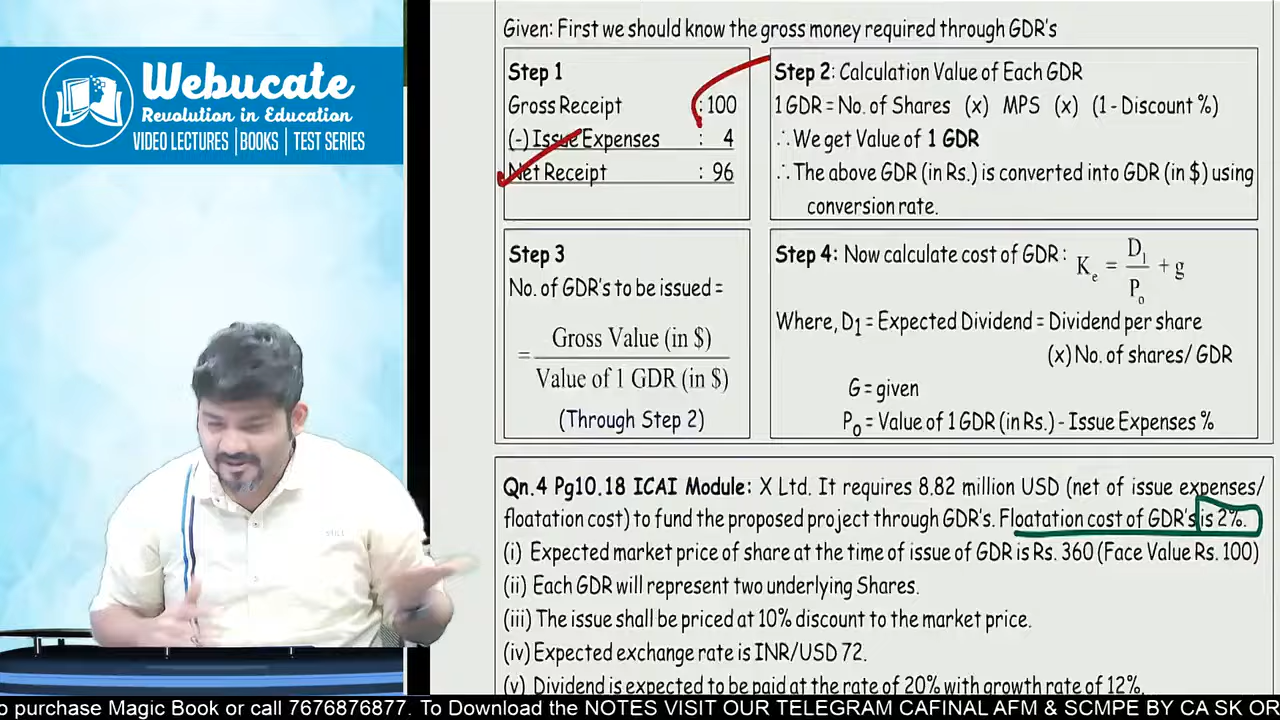 Webucate
Revolution in Education
VIDEO LECTURES | BOOKS | TEST SERIES
Given: First we should know the gross money required through GDR's
Step 1
Gross Receipt : 100
(-) Issue Expenses : 4
Net Receipt : 96
Step 2: Calculation Value of Each GDR
1 GDR = No. of Shares (x) MPS (x) (1 - Discount %)
∴ We get Value of 1 GDR
∴ The above GDR (in Rs.) is converted into GDR (in $) using
conversion rate.
Step 3
No. of GDR's to be issued =
= Gross Value (in $)
Value of 1 GDR (in $)
(Through Step 2)
Step 4: Now calculate cost of GDR: Ke = D1 / Po + g
Where, D1 = Expected Dividend = Dividend per share
(x) No. of shares/ GDR
G = given
Po = Value of 1 GDR (in Rs.) - Issue Expenses %
Qn.4 Pg10.18 ICAI Module: X Ltd. It requires 8.82 million USD (net of issue expenses/
floatation cost) to fund the proposed project through GDR's. Floatation cost of GDR's is 2%.
(i) Expected market price of share at the time of issue of GDR is Rs. 360 (Face Value Rs. 100)
(ii) Each GDR will represent two underlying Shares.
(iii) The issue shall be priced at 10% discount to the market price.
(iv) Expected exchange rate is INR/USD 72.
(v) Dividend is expected to be paid at the rate of 20% with growth rate of 12%.
o purchase Magic Book or call 7676876877. To Download the NOTES VISIT OUR TELEGRAM CAFINAL AFM & SCMPE BY CA SK OR